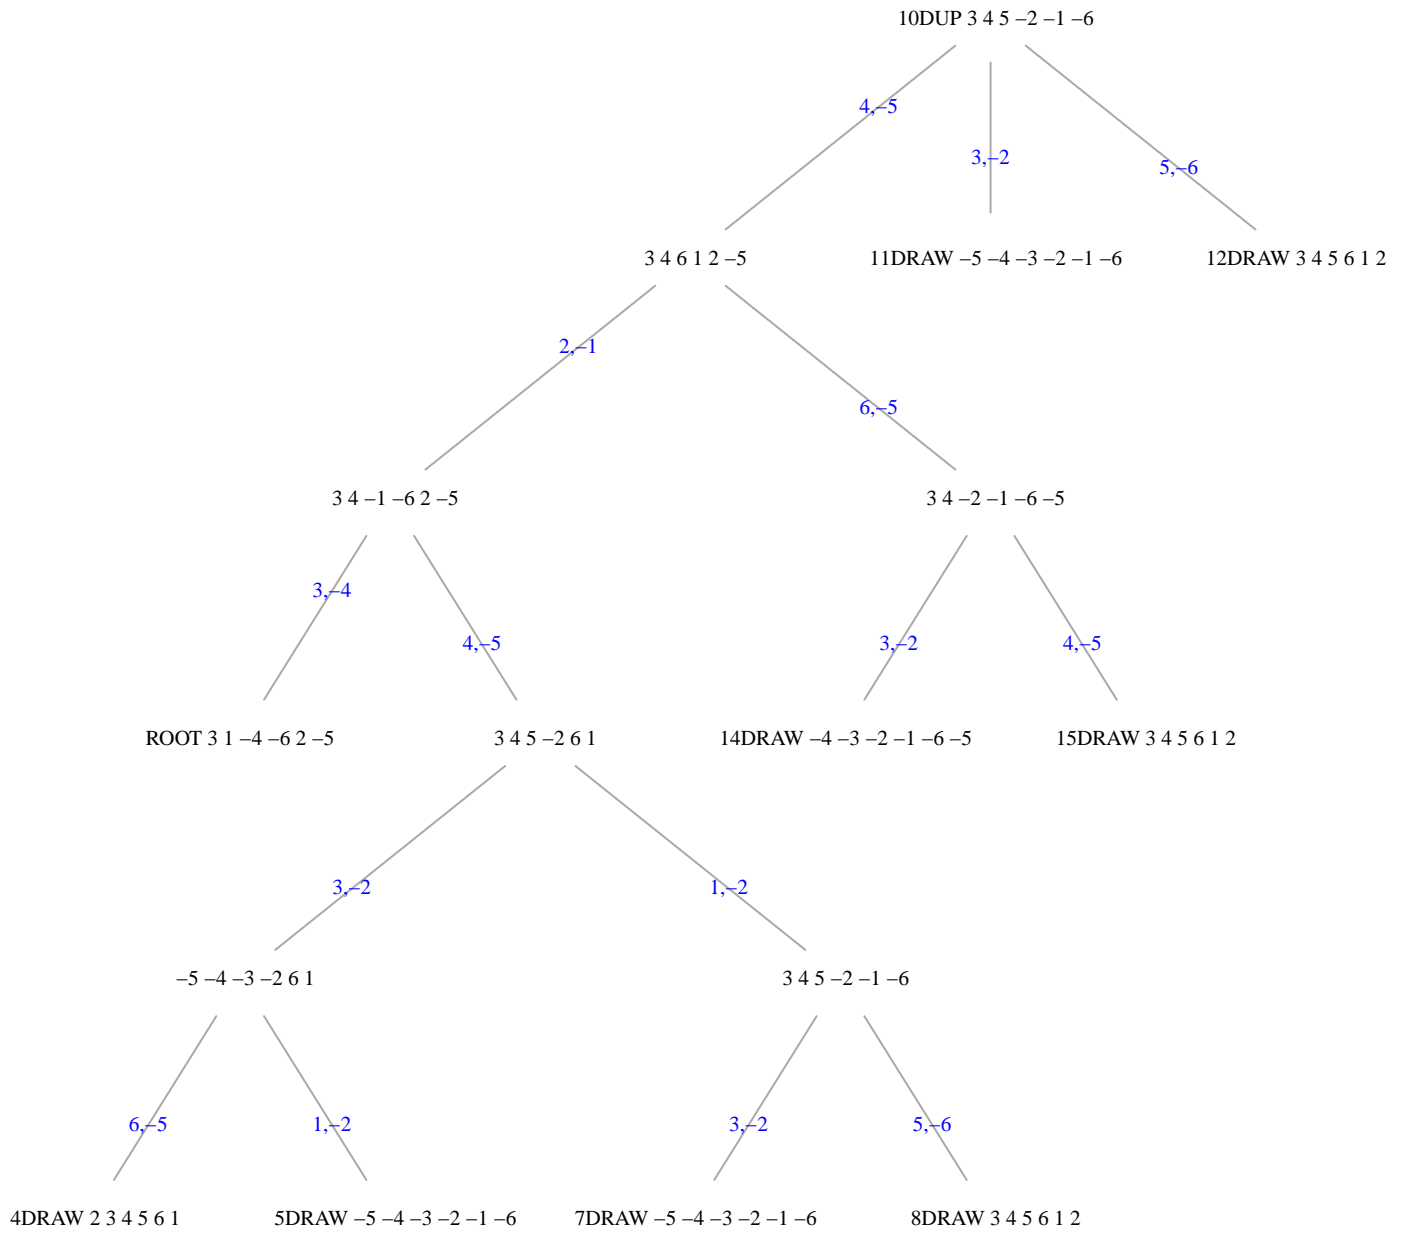 10DUP 3 4 5 –2 –1 –6
4,–5
3,–2
5,–6
3 4 6 1 2 –5
11DRAW –5 –4 –3 –2 –1 –6
12DRAW 3 4 5 6 1 2
2,–1
6,–5
3 4 –1 –6 2 –5
3 4 –2 –1 –6 –5
3,–4
4,–5
3,–2
4,–5
ROOT 3 1 –4 –6 2 –5
3 4 5 –2 6 1
14DRAW –4 –3 –2 –1 –6 –5
15DRAW 3 4 5 6 1 2
3,–2
1,–2
–5 –4 –3 –2 6 1
3 4 5 –2 –1 –6
6,–5
1,–2
3,–2
5,–6
4DRAW 2 3 4 5 6 1
5DRAW –5 –4 –3 –2 –1 –6
7DRAW –5 –4 –3 –2 –1 –6
8DRAW 3 4 5 6 1 2